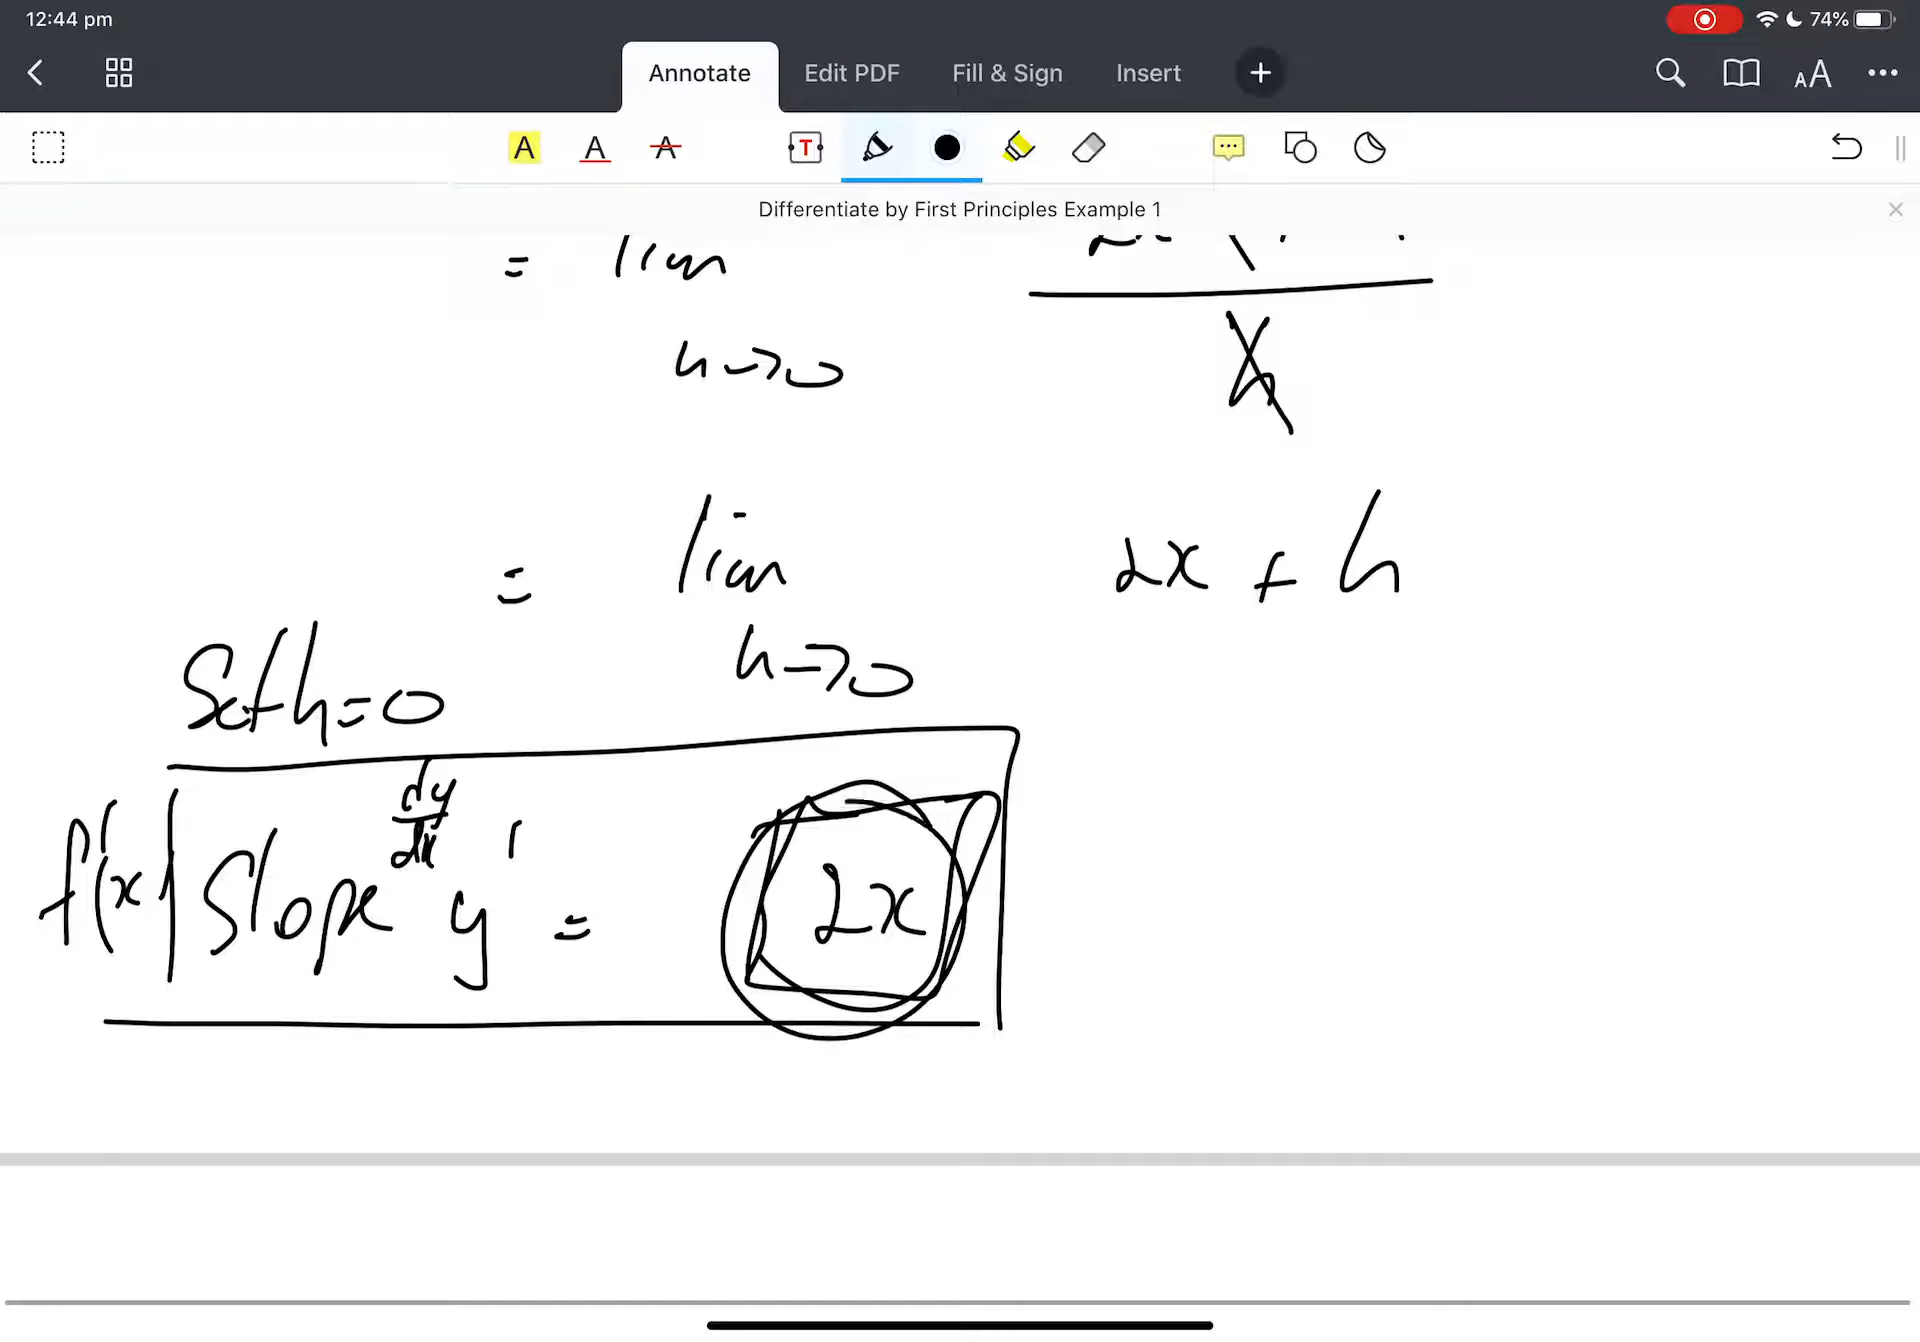 12:44 pm
74%
Annotate Edit PDF Fill & Sign Insert
Differentiate by First Principles Example 1
= lim
h→0 h
= lim 2x + h
h→0
Set h=0
f'(x) Slope dy/dx y' = 2x